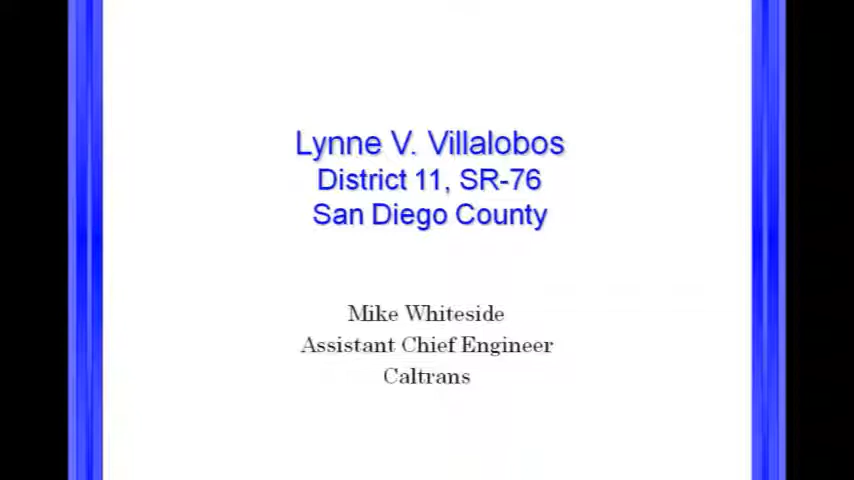 Lynne V. Villalobos
District 11, SR-76
San Diego County
Mike Whiteside
Assistant Chief Engineer
Caltrans